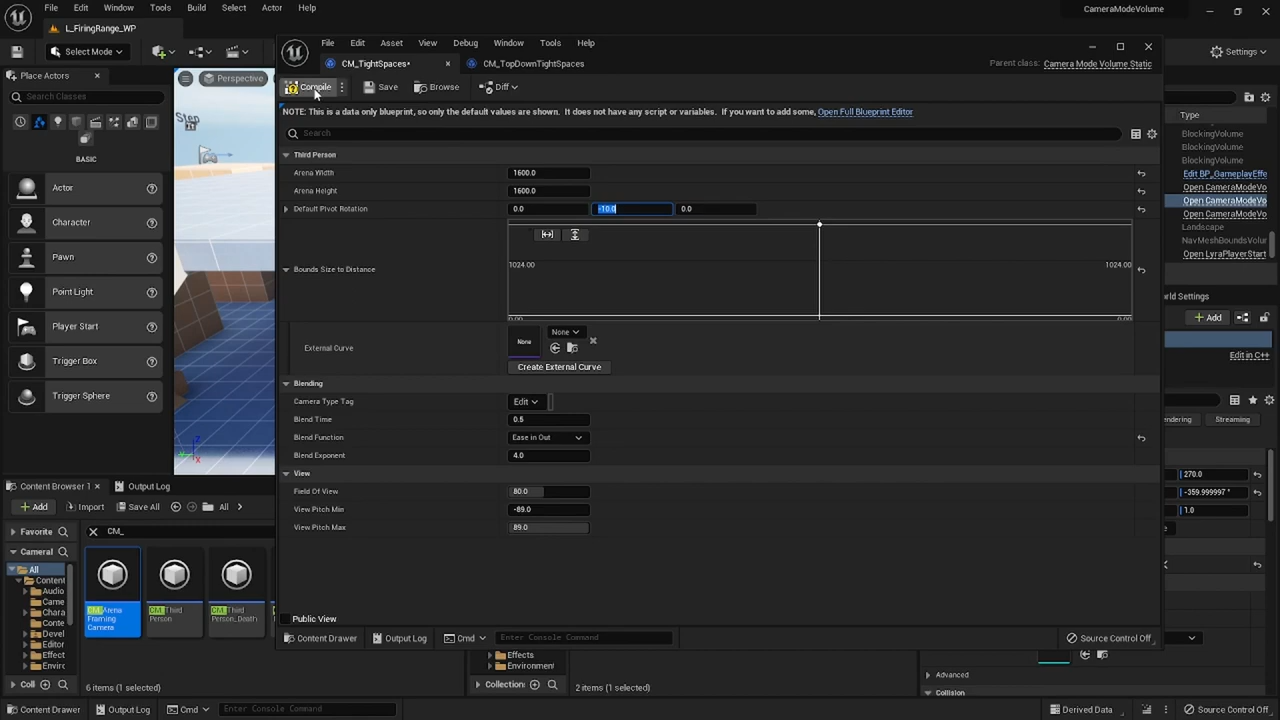 File Edit Window Tools Build Select Actor Help
CameraModeVolume
L_FiringRange_WP
Select Mode
Settings
Place Actors
Search Classes
BASIC
Actor
Character
Pawn
Point Light
Player Start
Trigger Box
Trigger Sphere
Perspective
File Edit Asset View Debug Window Tools Help
CM_TightSpaces•
CM_TopDownTightSpaces
Parent class: Camera Mode Volume Static
Compile
Save
Browse
Diff
NOTE: This is a data only blueprint, so only the default values are shown. It does not have any script or variables. If you want to add some, Open Full Blueprint Editor
Search
Third Person
Arena Width 1600.0
Arena Height 1600.0
Default Pivot Rotation 0.0 -10.0 0.0
Bounds Size to Distance
1024.00 1024.00
0.00 0.00
External Curve
None
None
Create External Curve
Blending
Camera Type Tag Edit
Blend Time 0.5
Blend Function Ease in Out
Blend Exponent 4.0
View
Field Of View 80.0
View Pitch Min -89.0
View Pitch Max 89.0
Public View
Content Drawer
Output Log
Cmd
Enter Console Command
Source Control Off
Type
BlockingVolume
BlockingVolume
BlockingVolume
Edit BP_GameplayEffe
Open CameraModeVo
Open CameraModeVo
Open CameraModeVo
Landscape
NavMeshBoundsVolur
Open LyraPlayerStart
World Settings
Add
Edit in C++
Streaming
270.0
-359.999997 °
1.0
Advanced
Collision
Content Browser 1
Output Log
Add
Import
Save All
All
Favorite
CM_
Cameral
All
Content
Audio
Came
Chara
Conte
Devel
Editor
Effect
Enviro
Coll
CM_Arena
Framing
Camera
CM_Third
Person
CM_Third
Person_Death
6 items (1 selected)
Effects
Environment
Collections
2 items (1 selected)
Content Drawer
Output Log
Cmd
Enter Console Command
Derived Data
Source Control Off